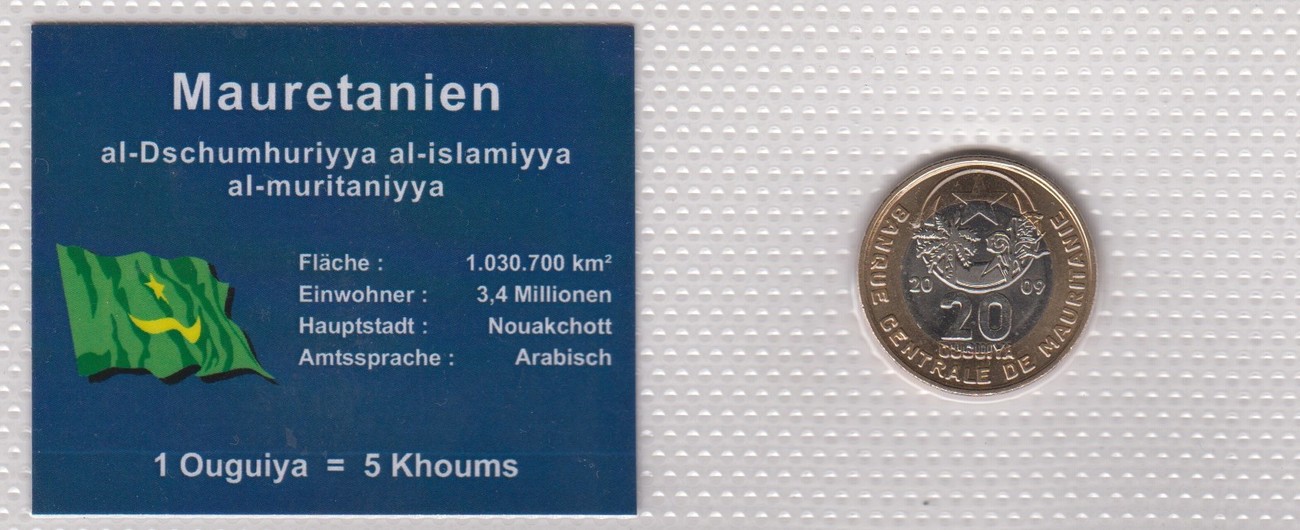 Mauretanien
al-Dschumhuriyya al-islamiyya
al-muritaniyya
Fläche : 1.030.700 km²
Einwohner : 3,4 Millionen
Hauptstadt : Nouakchott
Amtssprache : Arabisch
1 Ouguiya = 5 Khoums
BANQUE CENTRALE DE MAURITANIE
20 09
20
OUGUIYA